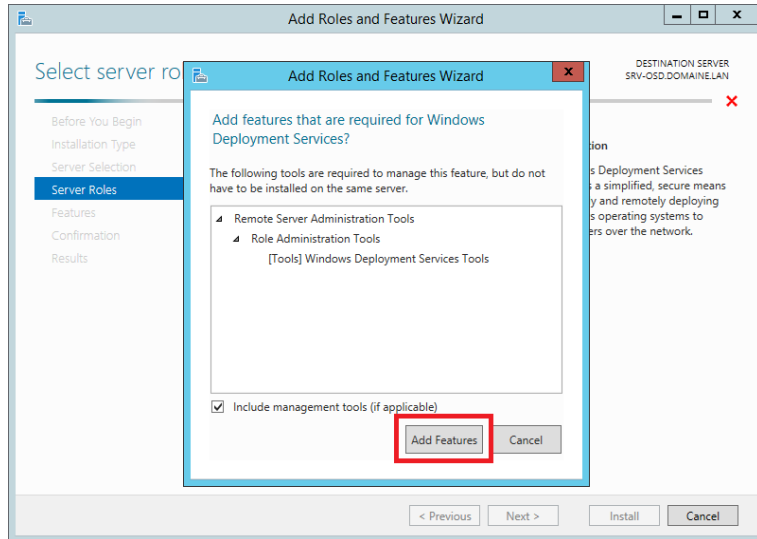 Add Roles and Features Wizard
Select server ro
DESTINATION SERVER
SRV-OSD.DOMAINE.LAN
Before You Begin
Installation Type
Server Selection
Server Roles
Features
Confirmation
Results
Add Roles and Features Wizard
Add features that are required for Windows
Deployment Services?
The following tools are required to manage this feature, but do not
have to be installed on the same server.
Remote Server Administration Tools
Role Administration Tools
[Tools] Windows Deployment Services Tools
Include management tools (if applicable)
Add Features
Cancel
tion
s Deployment Services
s a simplified, secure means
y and remotely deploying
s operating systems to
ers over the network.
< Previous
Next >
Install
Cancel